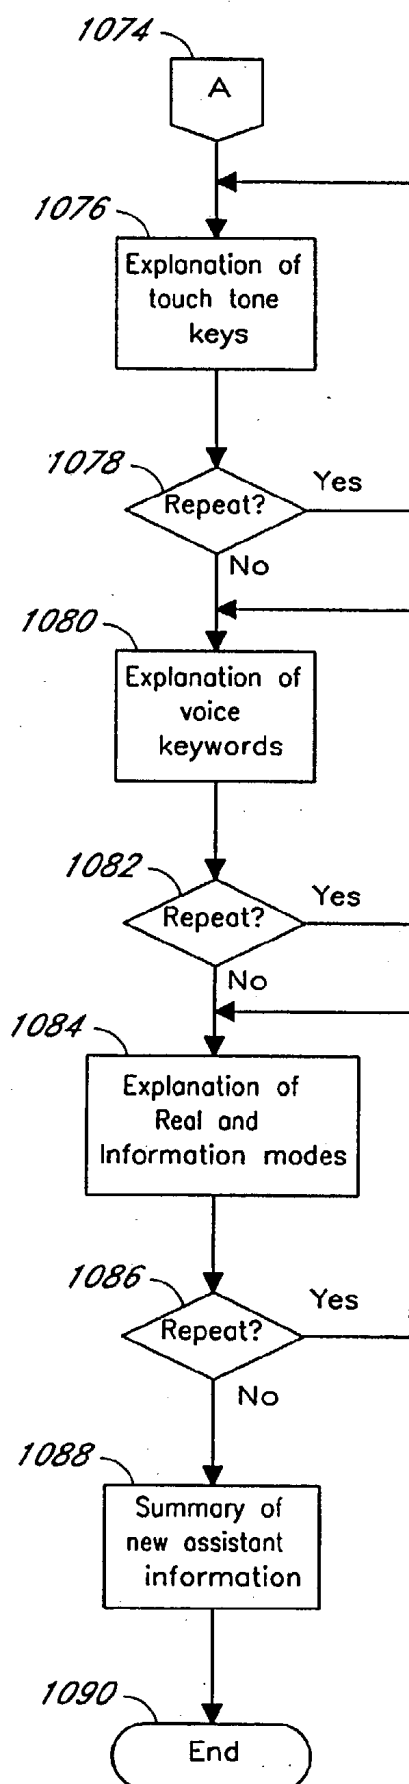 1074
A
1076
Explanation of
touch tone
keys
1078
Repeat?
Yes
No
1080
Explanation of
voice
keywords
1082
Repeat?
Yes
No
1084
Explanation of
Real and
Information modes
1086
Repeat?
Yes
No
1088
Summary of
new assistant
information
1090
End